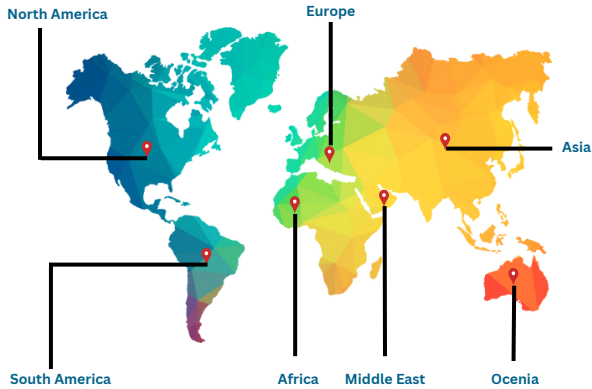 North America
Europe
Asia
South America
Africa
Middle East
Ocenia